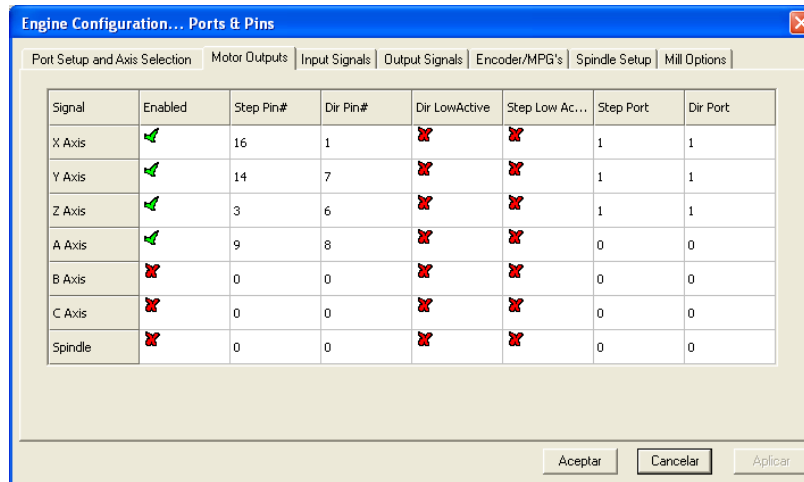 Engine Configuration... Ports & Pins
Port Setup and Axis Selection Motor Outputs Input Signals Output Signals Encoder/MPG's Spindle Setup Mill Options
Signal Enabled Step Pin# Dir Pin# Dir LowActive Step Low Ac... Step Port Dir Port
X Axis 16 1 1 1
Y Axis 14 7 1 1
Z Axis 3 6 1 1
A Axis 9 8 0 0
B Axis 0 0 0 0
C Axis 0 0 0 0
Spindle 0 0 0 0
Aceptar Cancelar Aplicar